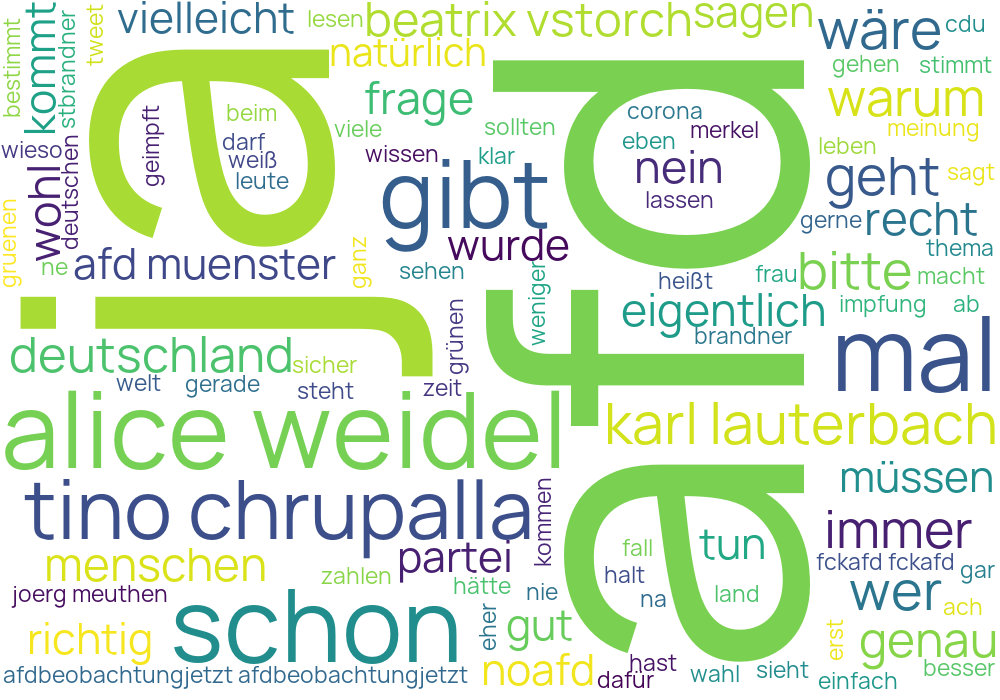 bestimmt
kommt
stbrandner
tweet
vielleicht
lesen
beatrix vstorch
sagen
wäre
cdu
natürlich
gehen
stimmt
frage
warum
meinung
geimpft
beim
darf
weiß
leute
viele
sollten
corona
eben
merkel
nein
lassen
leben
wieso
wohl
deutschen
ja
wissen
klar
gibt
afd
geht
sagt
gerne
recht
gruenen
ne
afd muenster
ganz
sehen
wurde
weniger
heißt
frau
bitte
thema
macht
eigentlich
impfung
ab
brandner
deutschland
sicher
grünen
mal
welt
gerade
steht
zeit
alice weidel
karl lauterbach
tino chrupalla
kommen
müssen
immer
menschen
partei
zahlen
hätte
fall
tun
halt
na
land
fckafd fckafd
gar
joerg meuthen
schon
nie
wer
ach
richtig
eher
gut
erst
genau
afdbeobachtungjetzt afdbeobachtungjetzt
noafd
hast
dafür
wahl
sieht
einfach
besser